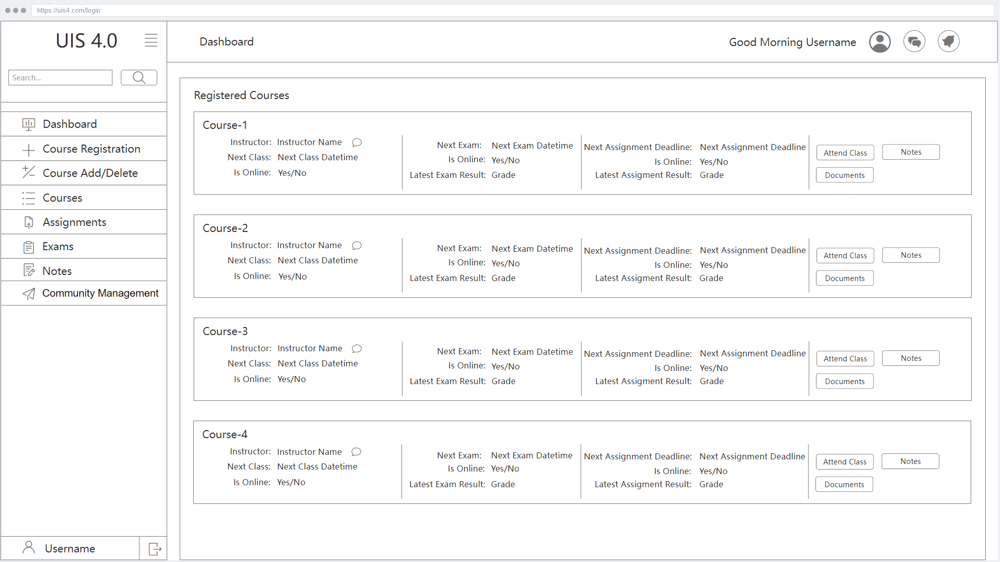 https://uis4.com/login
UIS 4.0
Dashboard
Good Morning Username
Search...
Dashboard
Course Registration
Course Add/Delete
Courses
Assignments
Exams
Notes
Community Management
Username
Registered Courses
Course-1
Instructor: Instructor Name
Next Class: Next Class Datetime
Is Online: Yes/No
Next Exam: Next Exam Datetime
Is Online: Yes/No
Latest Exam Result: Grade
Next Assignment Deadline: Next Assignment Deadline
Is Online: Yes/No
Latest Assigment Result: Grade
Attend Class
Notes
Documents
Course-2
Instructor: Instructor Name
Next Class: Next Class Datetime
Is Online: Yes/No
Next Exam: Next Exam Datetime
Is Online: Yes/No
Latest Exam Result: Grade
Next Assignment Deadline: Next Assignment Deadline
Is Online: Yes/No
Latest Assigment Result: Grade
Attend Class
Notes
Documents
Course-3
Instructor: Instructor Name
Next Class: Next Class Datetime
Is Online: Yes/No
Next Exam: Next Exam Datetime
Is Online: Yes/No
Latest Exam Result: Grade
Next Assignment Deadline: Next Assignment Deadline
Is Online: Yes/No
Latest Assigment Result: Grade
Attend Class
Notes
Documents
Course-4
Instructor: Instructor Name
Next Class: Next Class Datetime
Is Online: Yes/No
Next Exam: Next Exam Datetime
Is Online: Yes/No
Latest Exam Result: Grade
Next Assignment Deadline: Next Assignment Deadline
Is Online: Yes/No
Latest Assigment Result: Grade
Attend Class
Notes
Documents